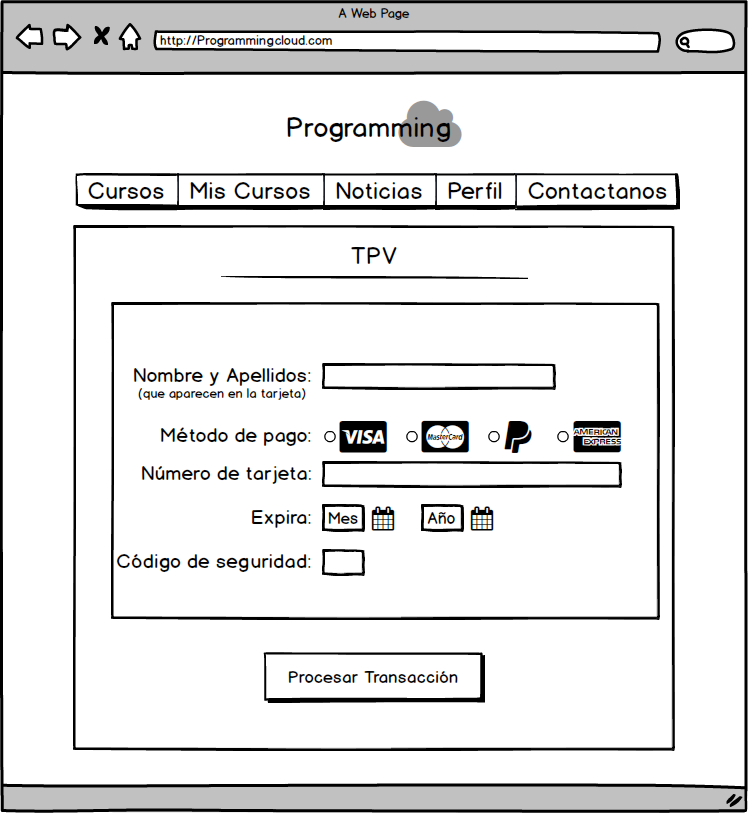 A Web Page
http://Programmingcloud.com
Programming
Cursos Mis Cursos Noticias Perfil Contactanos
TPV
Nombre y Apellidos:
(que aparecen en la tarjeta)
Método de pago: VISA MasterCard P AMERICAN EXPRESS
Número de tarjeta:
Expira: Mes Año
Código de seguridad:
Procesar Transacción